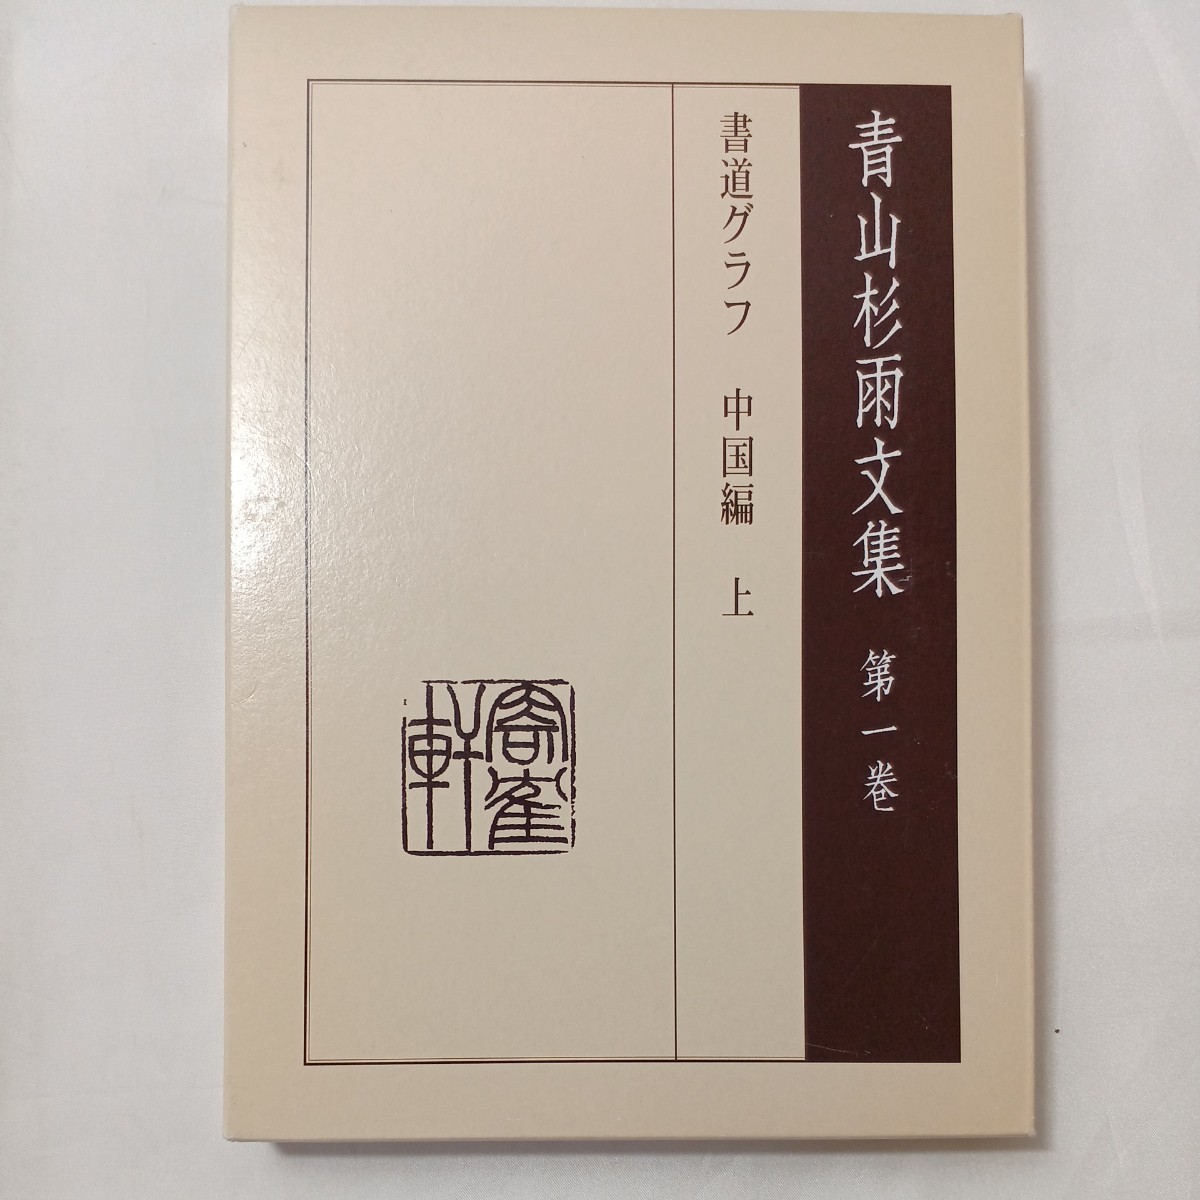 青山杉雨文集 第一巻
書道グラフ 中国編 上